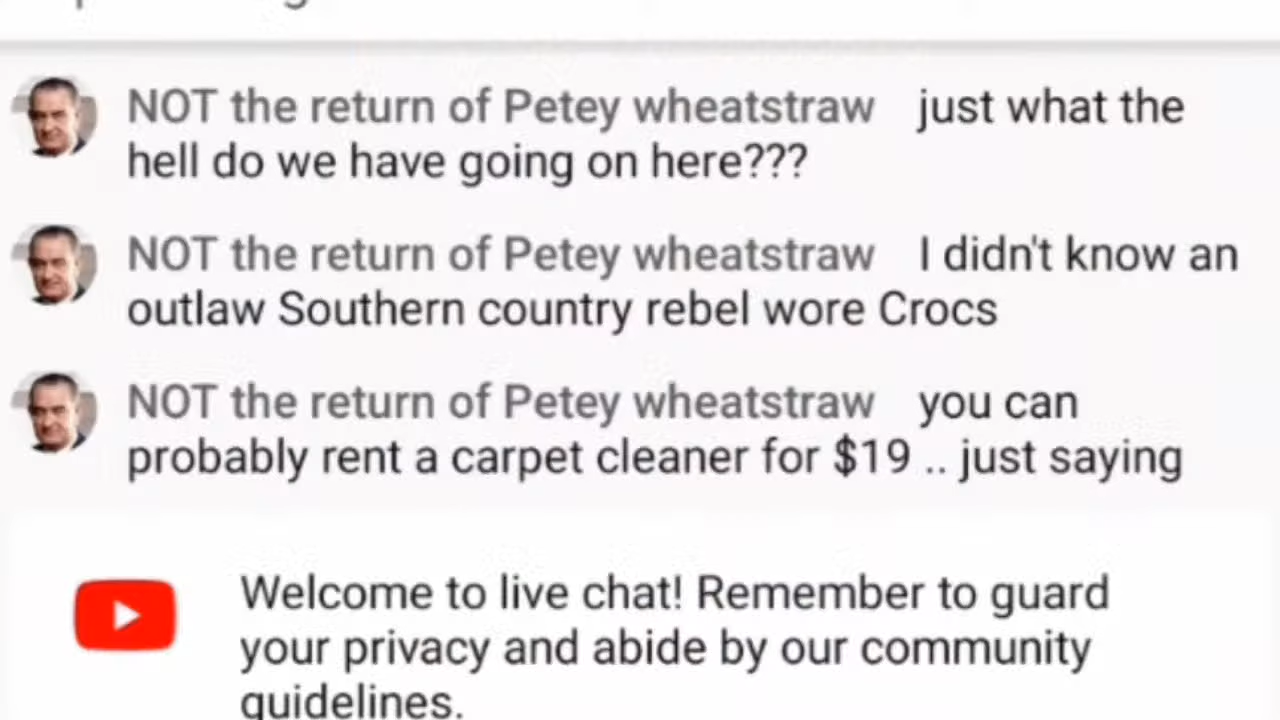 NOT the return of Petey wheatstraw just what the
hell do we have going on here???
NOT the return of Petey wheatstraw I didn't know an
outlaw Southern country rebel wore Crocs
NOT the return of Petey wheatstraw you can
probably rent a carpet cleaner for $19 .. just saying
Welcome to live chat! Remember to guard
your privacy and abide by our community
guidelines.